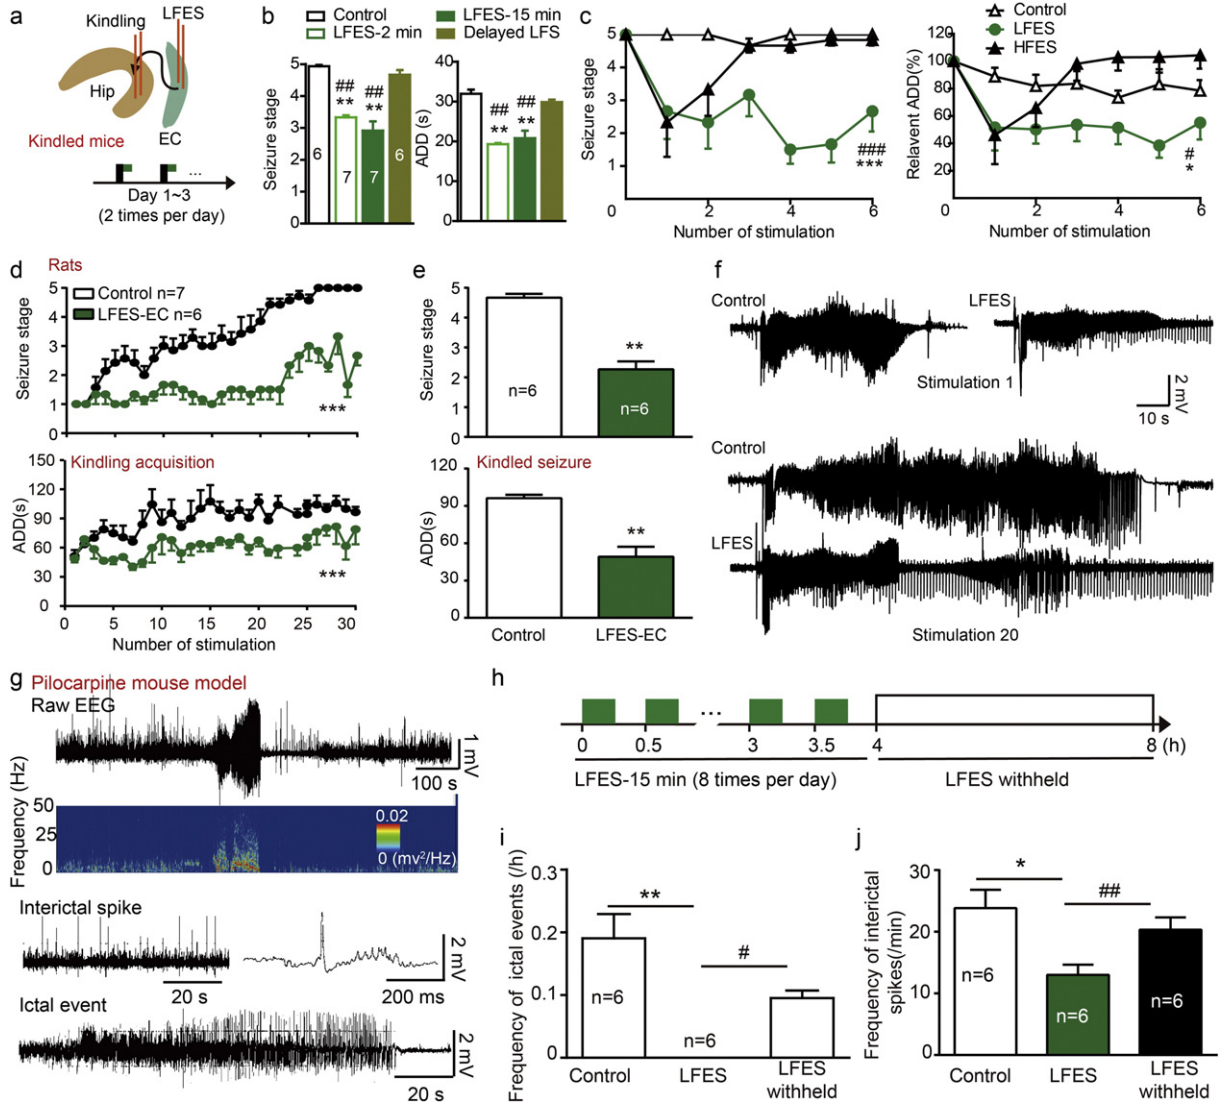 a
Kindling
LFES
Hip
EC
Kindled mice
...
Day 1~3
(2 times per day)
b
Control
LFES-2 min
LFES-15 min
Delayed LFS
Seizure stage
5
4
3
2
1
0
##
**
##
**
6
7
7
6
ADD (s)
40
30
20
10
0
##
**
##
**
c
Seizure stage
5
4
3
2
1
0
2
4
6
###
***
Number of stimulation
Control
LFES
HFES
Relavent ADD(%)
120
100
80
60
40
20
0
2
4
6
#
*
Number of stimulation
d
Rats
Control n=7
LFES-EC n=6
Seizure stage
5
4
3
2
1
0
0
5
10
15
20
25
30
***
Kindling acquisition
ADD(s)
150
120
90
60
30
0
***
0
5
10
15
20
25
30
Number of stimulation
e
Seizure stage
5
4
3
2
1
0
**
n=6
n=6
Kindled seizure
ADD(s)
120
90
60
30
0
**
Control
LFES-EC
f
Control
LFES
Stimulation 1
2 mV
10 s
Control
LFES
Stimulation 20
g
Pilocarpine mouse model
Raw EEG
1 mV
100 s
Frequency (Hz)
50
25
0
0.02
0 (mv²/Hz)
Interictal spike
2 mV
20 s
200 ms
Ictal event
2 mV
20 s
h
...
0
0.5
3
3.5
4
8 (h)
LFES-15 min (8 times per day)
LFES withheld
i
Frequency of ictal events (/h)
0.3
0.2
0.1
0
**
#
n=6
n=6
Control
LFES
LFES
withheld
j
Frequency of interictal
spikes(/min)
30
20
10
0
*
##
n=6
n=6
n=6
Control
LFES
LFES
withheld